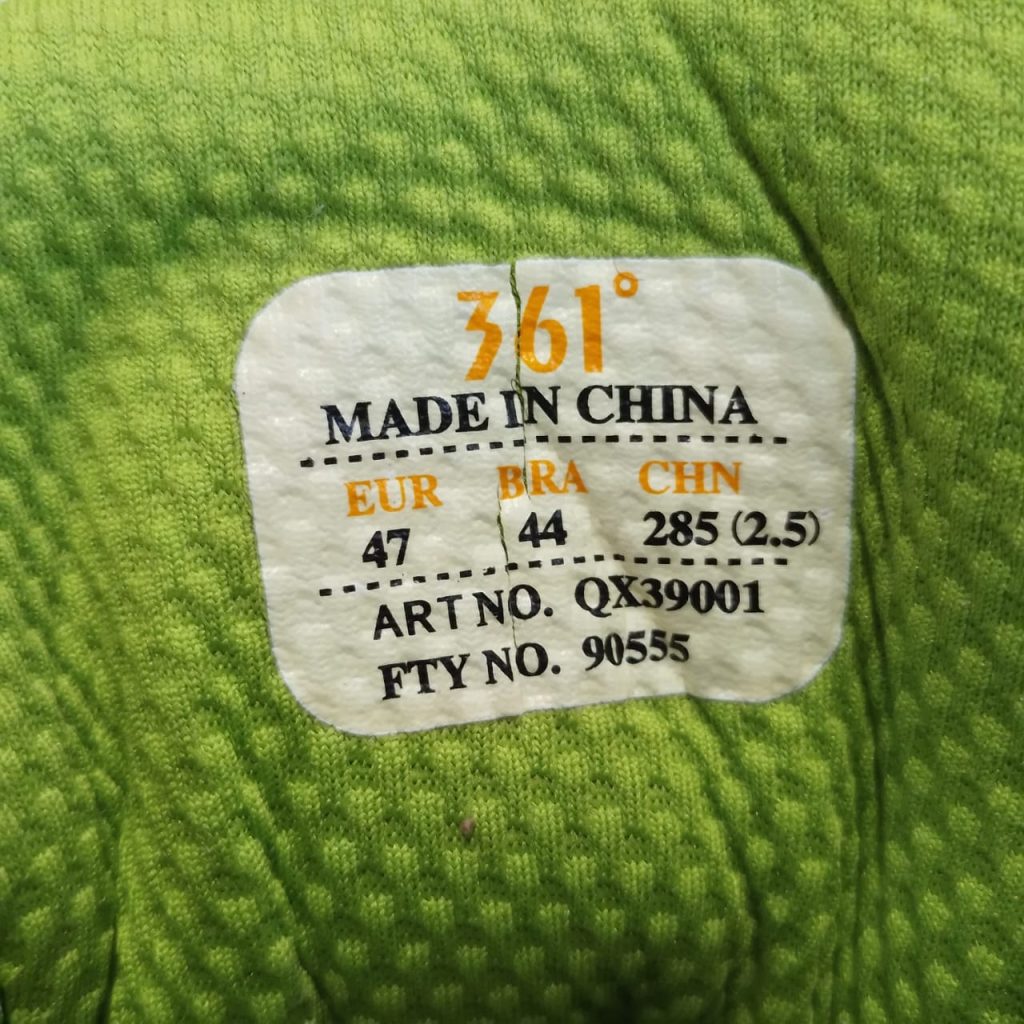 361°
MADE IN CHINA
EUR BRA CHN
47 44 285 (2.5)
ART NO. QX39001
FTY NO. 90555